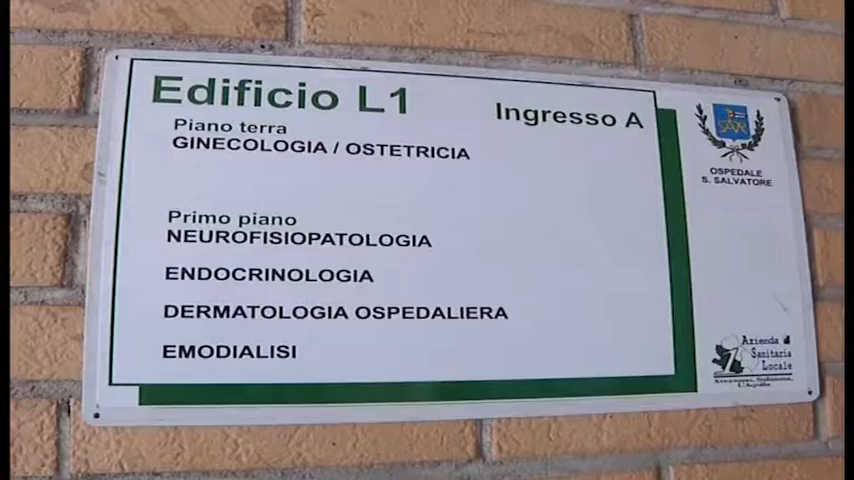 Edificio L1
Ingresso A
Piano terra
GINECOLOGIA / OSTETRICIA
Primo piano
NEUROFISIOPATOLOGIA
ENDOCRINOLOGIA
DERMATOLOGIA OSPEDALIERA
EMODIALISI
OSPEDALE
S. SALVATORE
Azienda
Sanitaria
Locale
L'Aquila